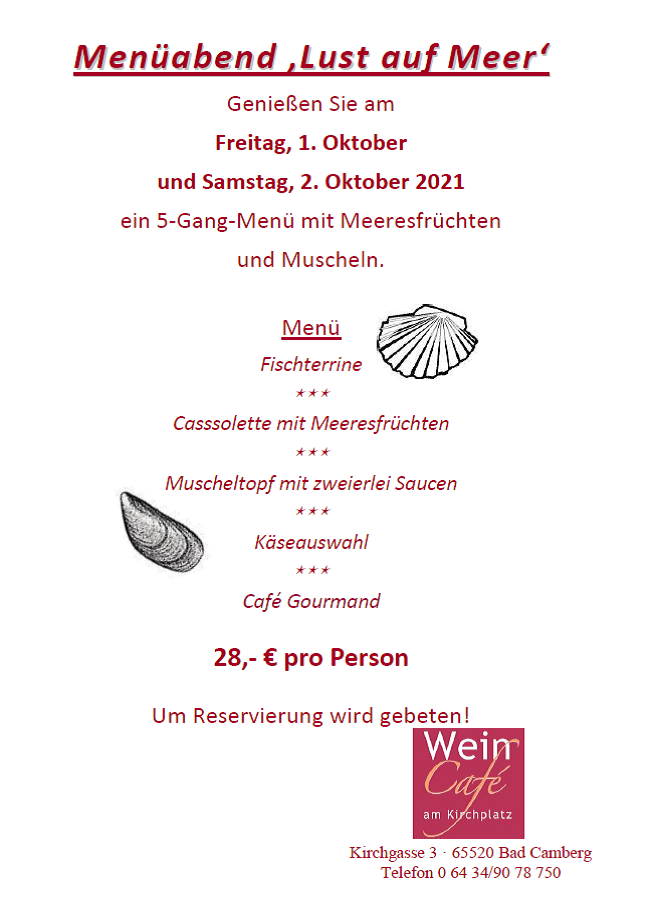 Menüabend ‚Lust auf Meer‘
Genießen Sie am
Freitag, 1. Oktober
und Samstag, 2. Oktober 2021
ein 5-Gang-Menü mit Meeresfrüchten
und Muscheln.
Menü
Fischterrine
***
Casssolette mit Meeresfrüchten
***
Muscheltopf mit zweierlei Saucen
***
Käseauswahl
***
Café Gourmand
28,- € pro Person
Um Reservierung wird gebeten!
Wein
Café
am Kirchplatz
Kirchgasse 3 · 65520 Bad Camberg
Telefon 0 64 34/90 78 750